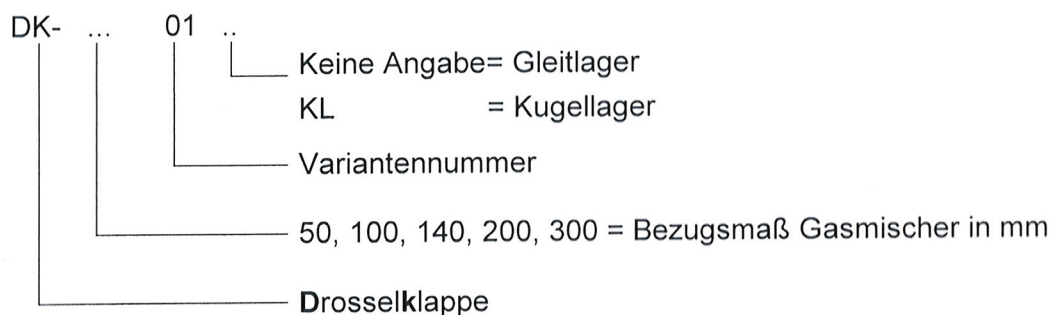 DK- ... 01 ..
Keine Angabe= Gleitlager
KL = Kugellager
Variantennummer
50, 100, 140, 200, 300 = Bezugsmaß Gasmischer in mm
Drosselklappe